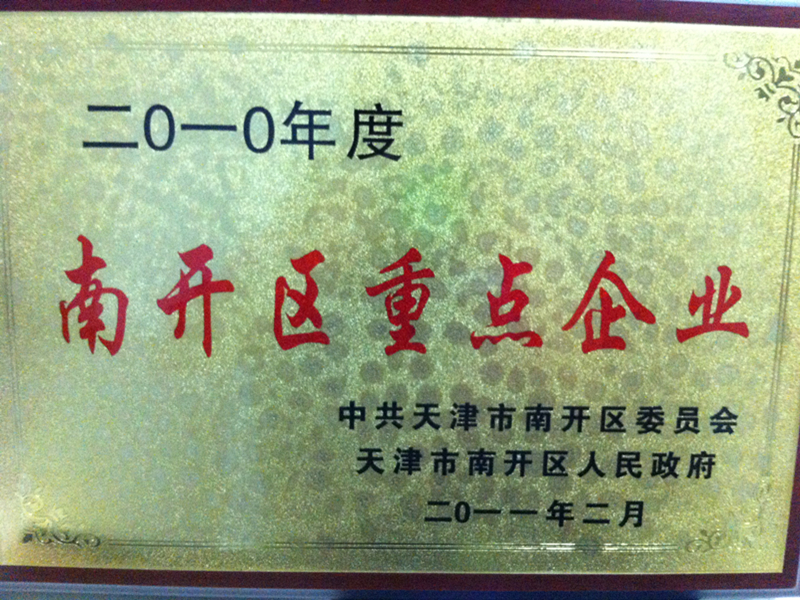 二0一0年度
南开区重点企业
中共天津市南开区委员会
天津市南开区人民政府
二0一一年二月